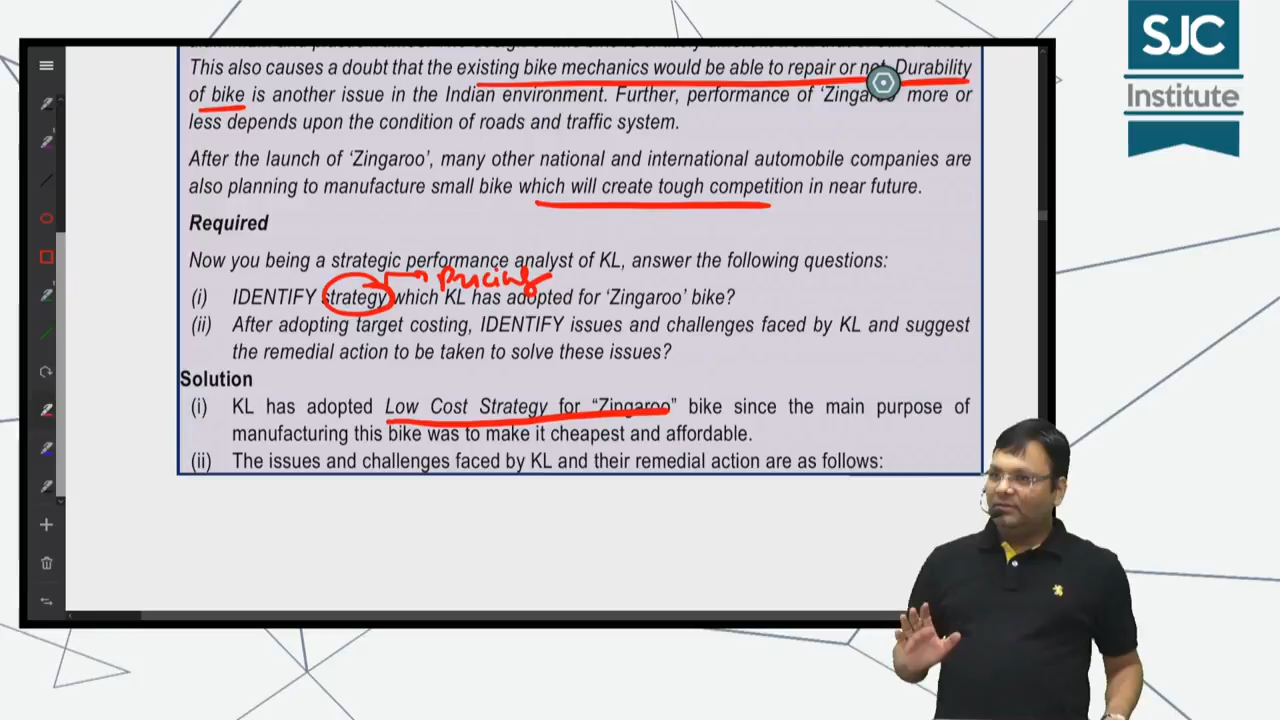 SJC
Institute
This also causes a doubt that the existing bike mechanics would be able to repair or not. Durability
of bike is another issue in the Indian environment. Further, performance of ‘Zingaroo’ more or
less depends upon the condition of roads and traffic system.
After the launch of ‘Zingaroo’, many other national and international automobile companies are
also planning to manufacture small bike which will create tough competition in near future.
Required
Now you being a strategic performance analyst of KL, answer the following questions:
Pricing
(i) IDENTIFY strategy which KL has adopted for ‘Zingaroo’ bike?
(ii) After adopting target costing, IDENTIFY issues and challenges faced by KL and suggest
the remedial action to be taken to solve these issues?
Solution
(i) KL has adopted Low Cost Strategy for “Zingaroo” bike since the main purpose of
manufacturing this bike was to make it cheapest and affordable.
(ii) The issues and challenges faced by KL and their remedial action are as follows: